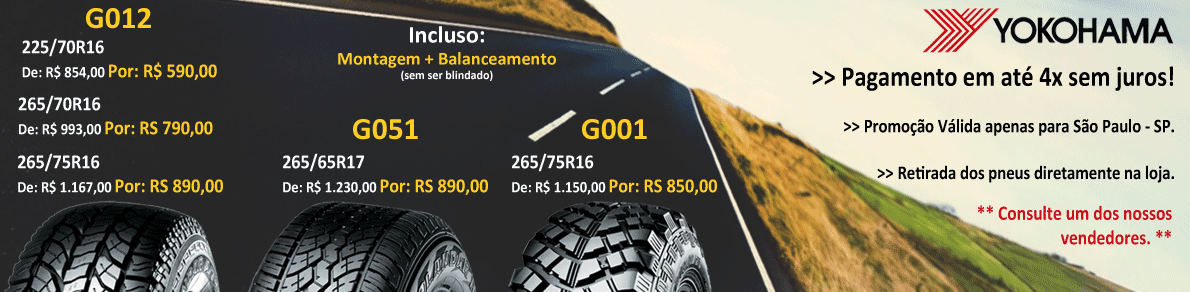 G012
225/70R16
De: R$ 854,00 Por: R$ 590,00
265/70R16
De: R$ 993,00 Por: RS 790,00
265/75R16
De: R$ 1.167,00 Por: RS 890,00
Incluso:
Montagem + Balanceamento
(sem ser blindado)
G051
265/65R17
De: R$ 1.230,00 Por: RS 890,00
G001
265/75R16
De: R$ 1.150,00 Por: RS 850,00
YOKOHAMA
>> Pagamento em até 4x sem juros!
>> Promoção Válida apenas para São Paulo - SP.
>> Retirada dos pneus diretamente na loja.
** Consulte um dos nossos
vendedores. **